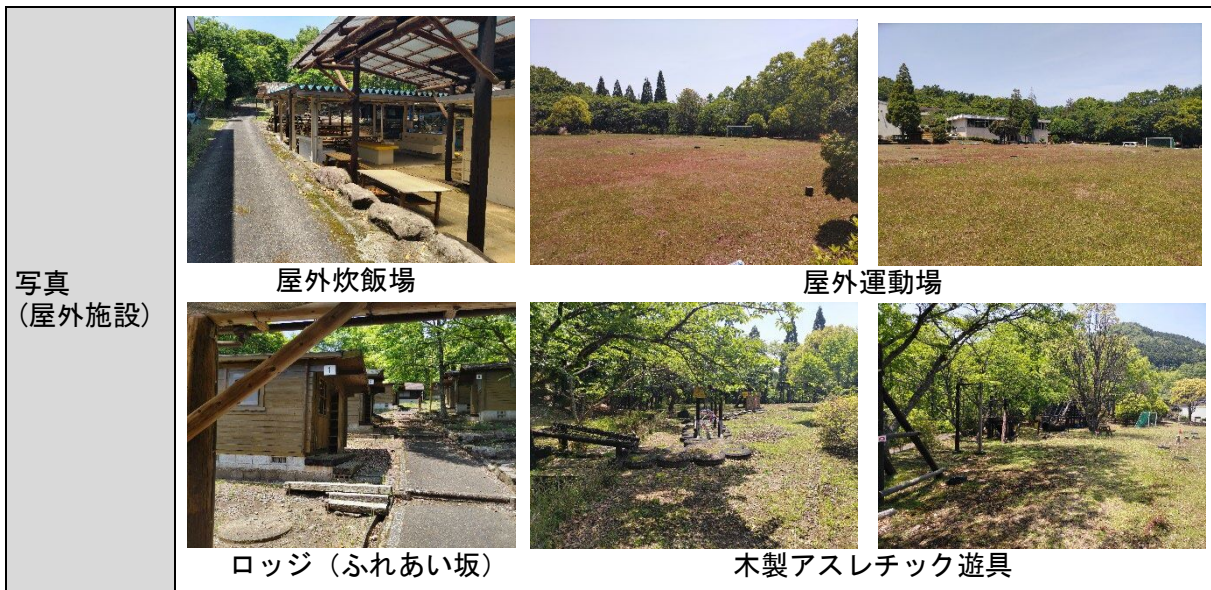 写真
（屋外施設）
屋外炊飯場
屋外運動場
1
ロッジ（ふれあい坂）
木製アスレチック遊具